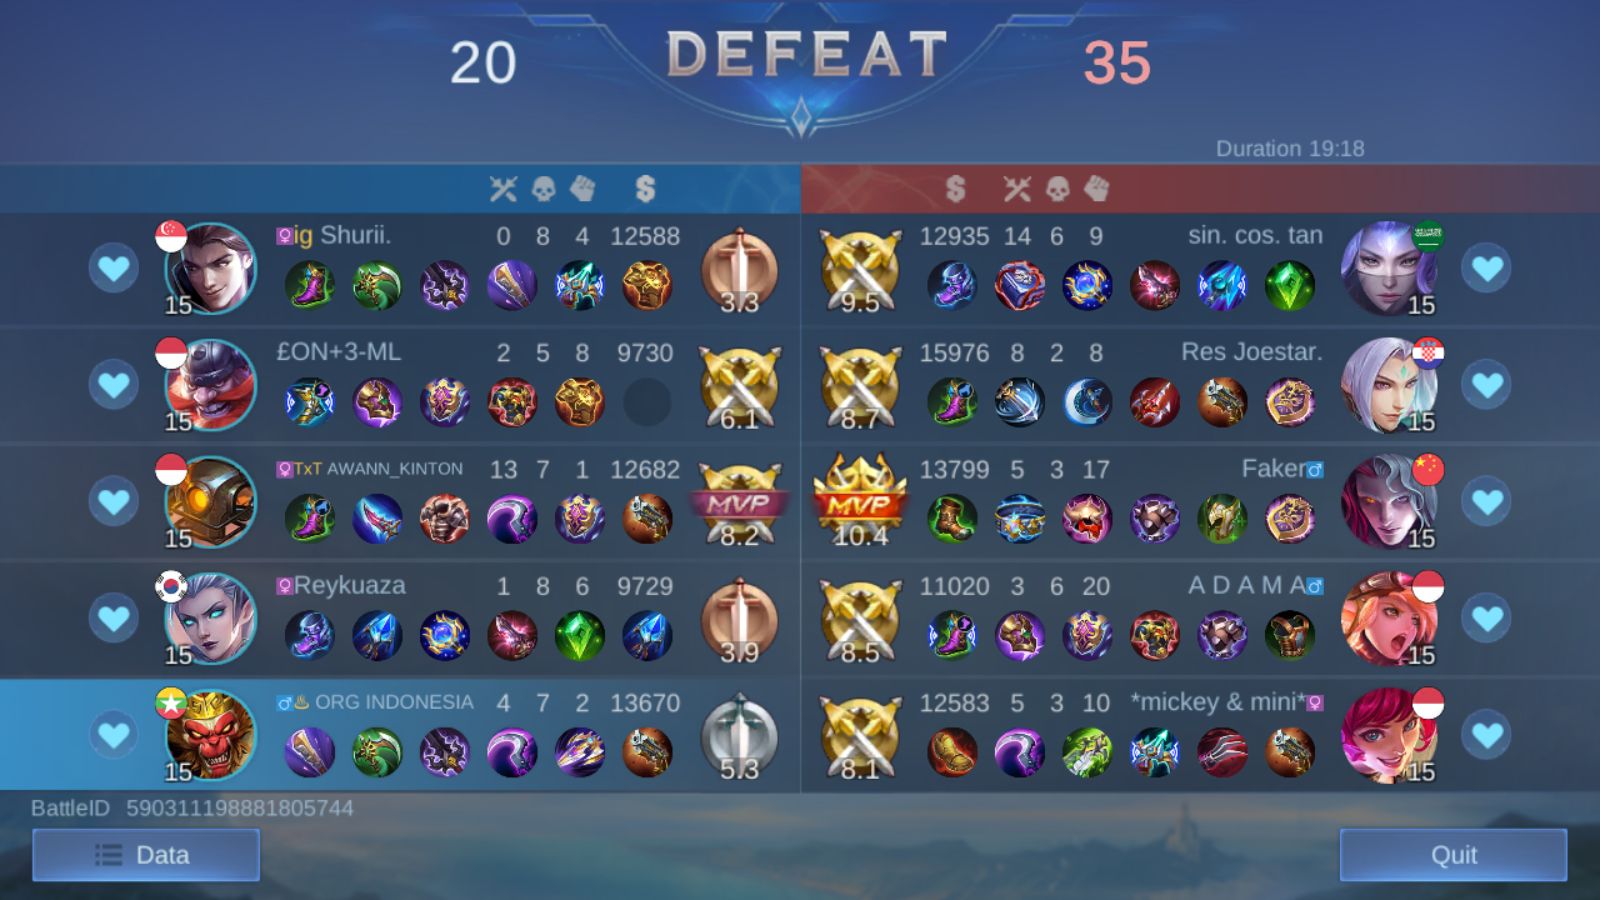 20 DEFEAT 35
Duration 19:18
ig Shurii. 0 8 4 12588
15 3.3
12935 14 6 9 sin. cos. tan
9.5 15
£ON+3-ML 2 5 8 9730
15 6.1
15976 8 2 8 Res Joestar.
8.7 15
TxT AWANN_KINTON 13 7 1 12682
MVP
15 8.2
13799 5 3 17 Faker
MVP
10.4 15
Reykuaza 1 8 6 9729
15 3.9
11020 3 6 20 A D A M A
8.5 15
ORG INDONESIA 4 7 2 13670
15 5.3
12583 5 3 10 *mickey & mini*
8.1 15
BattleID 590311198881805744
Data
Quit